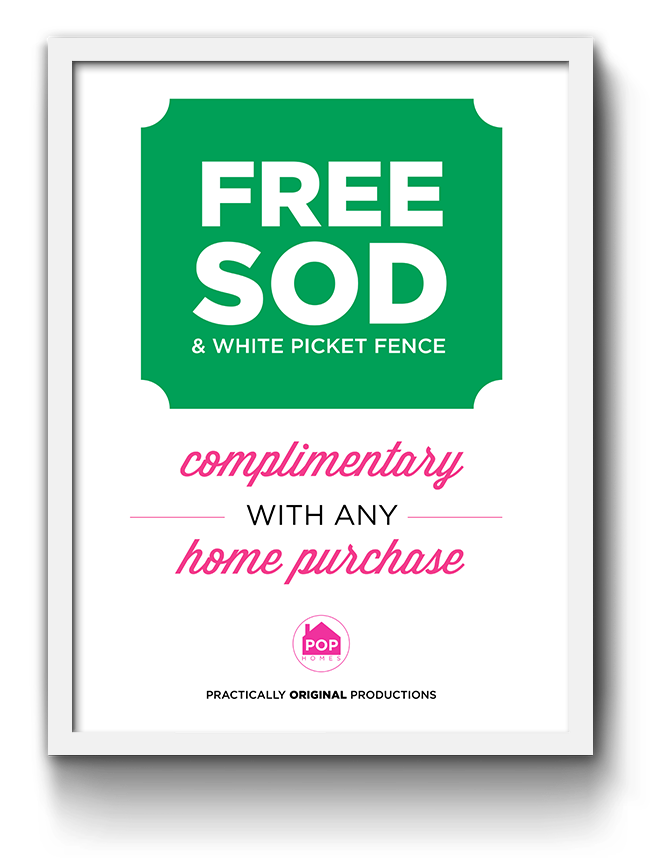 FREE
SOD
& WHITE PICKET FENCE
complimentary
WITH ANY
home purchase
POP
HOMES
PRACTICALLY ORIGINAL PRODUCTIONS